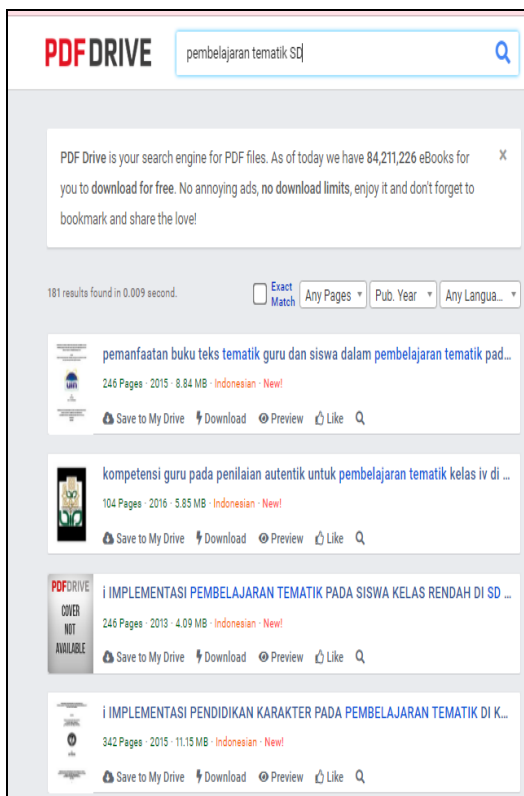 PDFDRIVE
pembelajaran tematik SD
PDF Drive is your search engine for PDF files. As of today we have 84,211,226 eBooks for
you to download for free. No annoying ads, no download limits, enjoy it and don't forget to
bookmark and share the love!
×
181 results found in 0.009 second.
Exact Match
Any Pages
Pub. Year
Any Langua...
pemanfaatan buku teks tematik guru dan siswa dalam pembelajaran tematik pad...
246 Pages · 2015 · 8.84 MB · Indonesian · New!
Save to My Drive Download Preview Like
kompetensi guru pada penilaian autentik untuk pembelajaran tematik kelas iv di ...
104 Pages · 2016 · 5.85 MB · Indonesian · New!
Save to My Drive Download Preview Like
PDFDRIVE
COVER
NOT
AVAILABLE
i IMPLEMENTASI PEMBELAJARAN TEMATIK PADA SISWA KELAS RENDAH DI SD ...
246 Pages · 2013 · 4.09 MB · Indonesian · New!
Save to My Drive Download Preview Like
i IMPLEMENTASI PENDIDIKAN KARAKTER PADA PEMBELAJARAN TEMATIK DI K...
342 Pages · 2015 · 11.15 MB · Indonesian · New!
Save to My Drive Download Preview Like